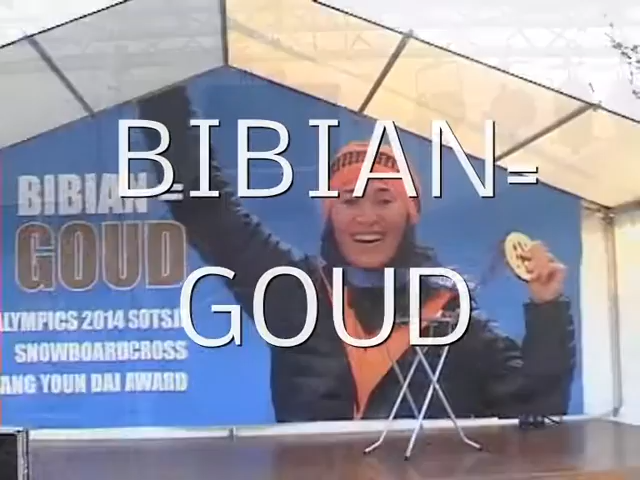 BIBIAN=
GOUD
BIBIAN =
GOUD
LYMPICS 2014 SOTSJI
SNOWBOARDCROSS
ANG YOUN DAI AWARD